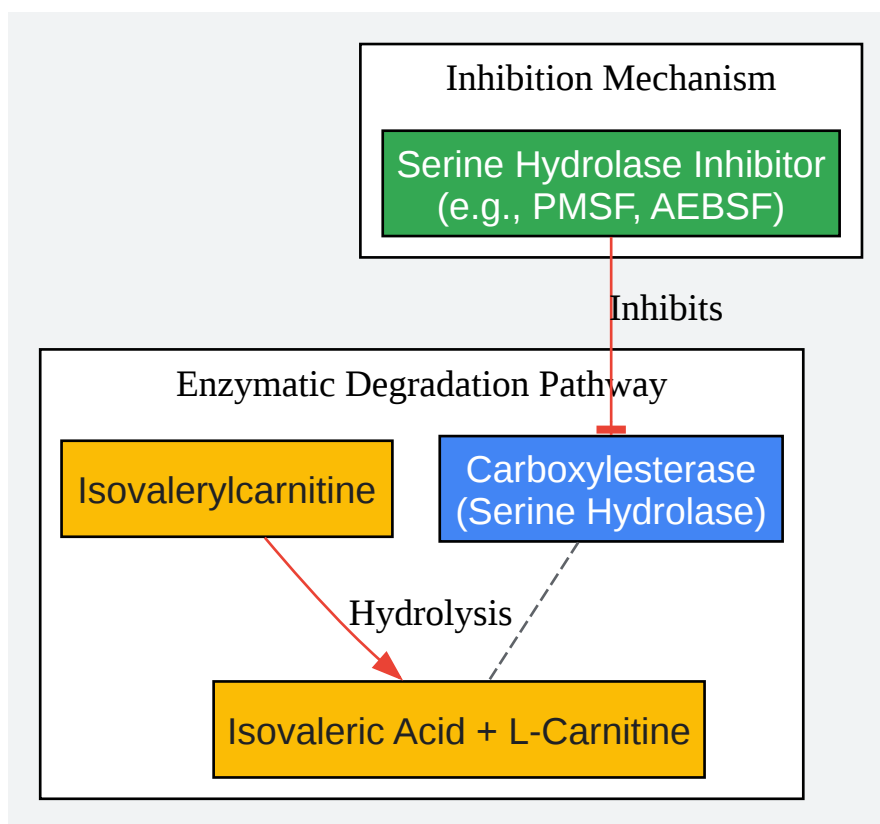 Inhibition Mechanism
Serine Hydrolase Inhibitor
(e.g., PMSF, AEBSF)
Inhibits
Enzymatic Degradation Pathway
Isovalerylcarnitine
Carboxylesterase
(Serine Hydrolase)
Hydrolysis
Isovaleric Acid + L-Carnitine